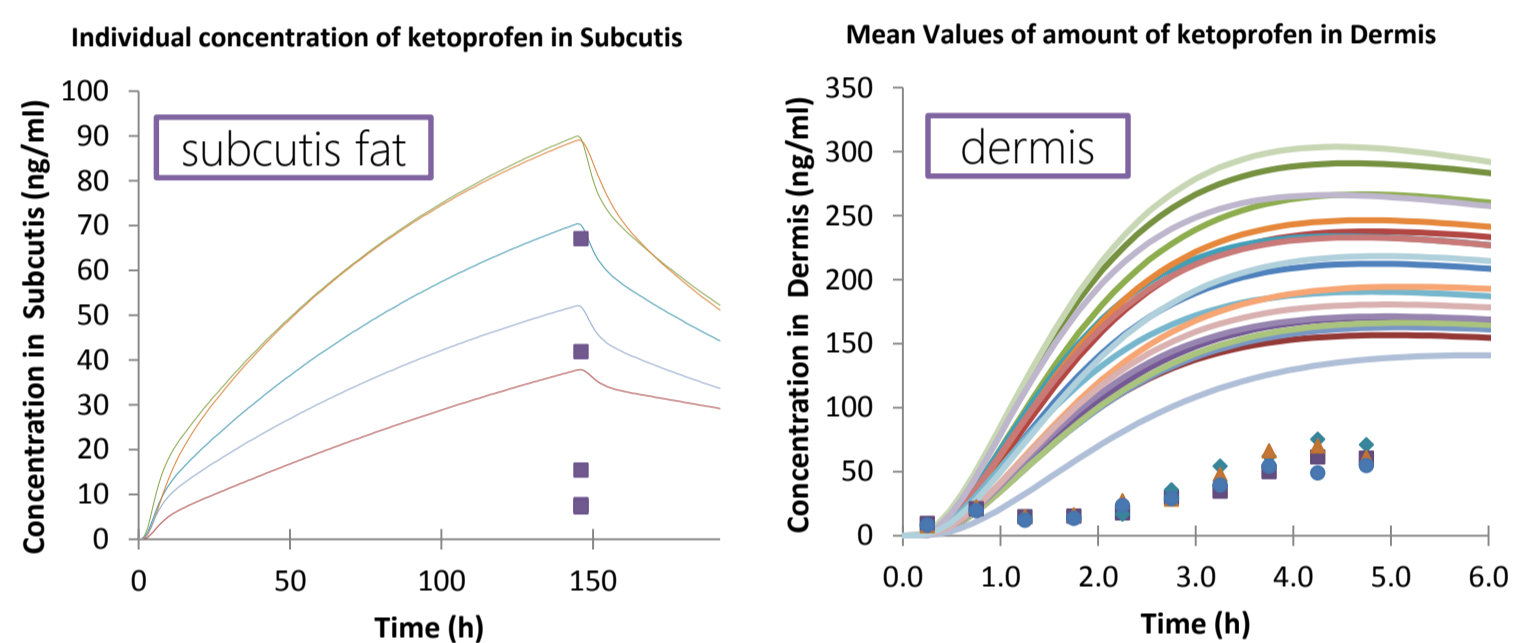 Individual concentration of ketoprofen in Subcutis
Concentration in Subcutis (ng/ml)
100
90
80
70
60
50
40
30
20
10
0
subcutis fat
0 50 100 150
Time (h)
Mean Values of amount of ketoprofen in Dermis
Concentration in Dermis (ng/ml)
350
300
250
200
150
100
50
0
dermis
0.0 1.0 2.0 3.0 4.0 5.0 6.0
Time (h)